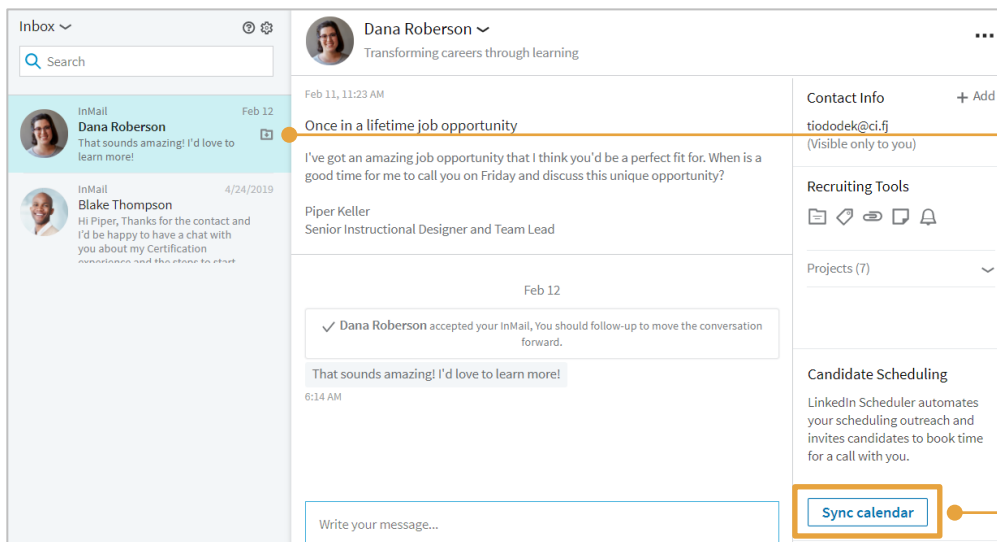 Inbox
Search
InMail
Feb 12
Dana Roberson
That sounds amazing! I'd love to
learn more!
InMail
4/24/2019
Blake Thompson
Hi Piper, Thanks for the contact and
I'd be happy to have a chat with
you about my Certification
experience and the steps to start
Dana Roberson
Transforming careers through learning
Feb 11, 11:23 AM
Once in a lifetime job opportunity
I've got an amazing job opportunity that I think you'd be a perfect fit for. When is a
good time for me to call you on Friday and discuss this unique opportunity?
Piper Keller
Senior Instructional Designer and Team Lead
Feb 12
Dana Roberson accepted your InMail, You should follow-up to move the conversation
forward.
That sounds amazing! I'd love to learn more!
6:14 AM
Write your message...
Contact Info
+ Add
tiododek@ci.fj
(Visible only to you)
Recruiting Tools
Projects (7)
Candidate Scheduling
LinkedIn Scheduler automates
your scheduling outreach and
invites candidates to book time
for a call with you.
Sync calendar